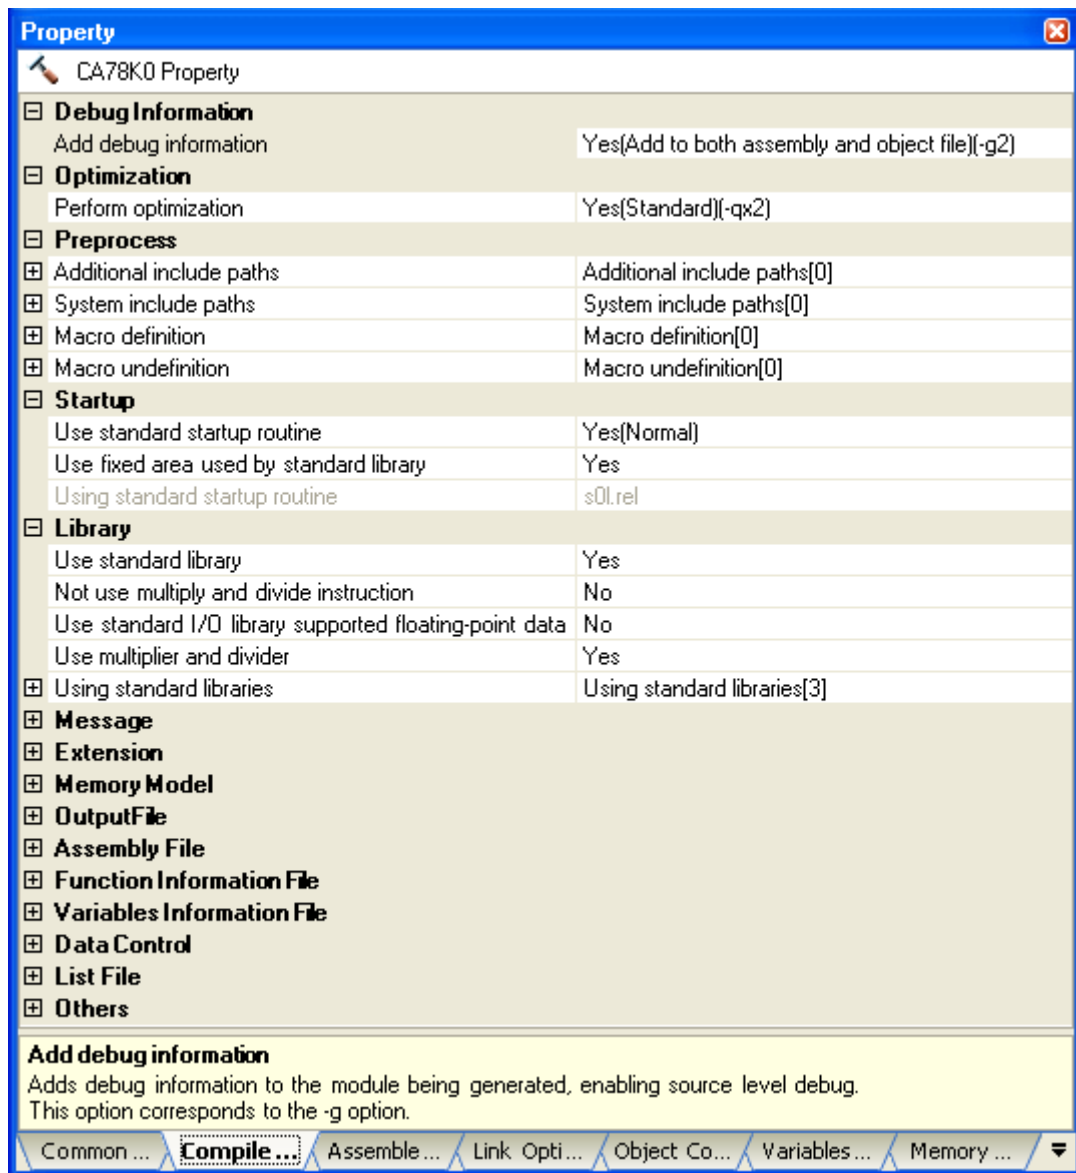 Property
CA78K0 Property
Debug Information
Add debug information Yes(Add to both assembly and object file)(-g2)
Optimization
Perform optimization Yes(Standard)(-qx2)
Preprocess
Additional include paths Additional include paths[0]
System include paths System include paths[0]
Macro definition Macro definition[0]
Macro undefinition Macro undefinition[0]
Startup
Use standard startup routine Yes(Normal)
Use fixed area used by standard library Yes
Using standard startup routine s0l.rel
Library
Use standard library Yes
Not use multiply and divide instruction No
Use standard I/O library supported floating-point data No
Use multiplier and divider Yes
Using standard libraries Using standard libraries[3]
Message
Extension
Memory Model
OutputFile
Assembly File
Function Information File
Variables Information File
Data Control
List File
Others
Add debug information
Adds debug information to the module being generated, enabling source level debug.
This option corresponds to the -g option.
Common ... Compile ... Assemble ... Link Opti... Object Co... Variables ... Memory ...